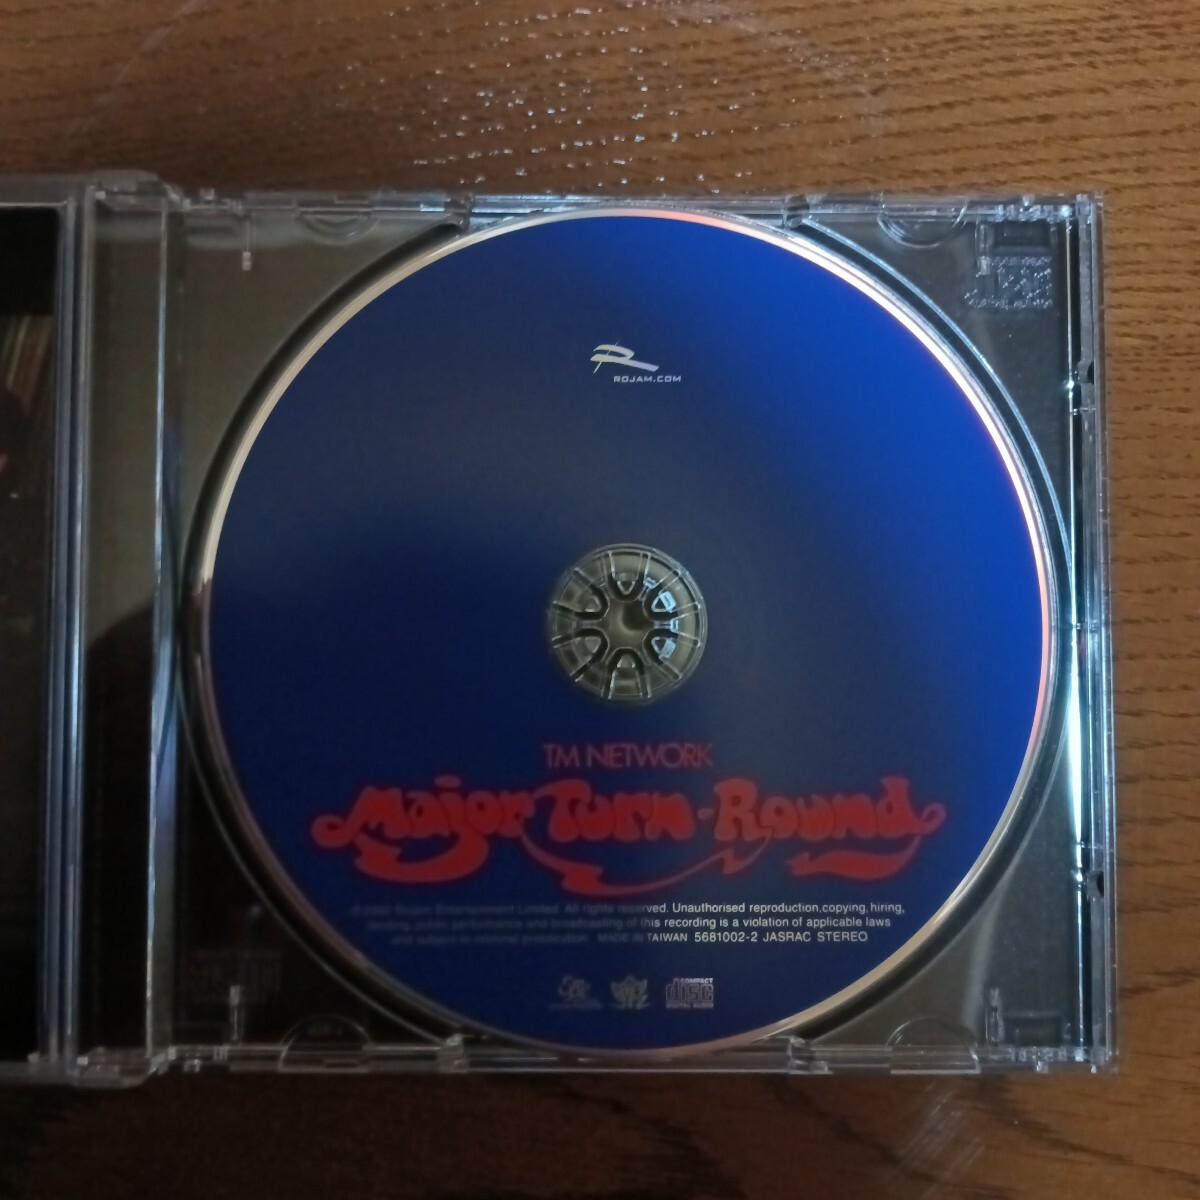 ROJAM.COM
TM NETWORK
Major Turn-Round
Entertainment Limited. All rights reserved. Unauthorised reproduction,copying, hiring,
lending, public performance and broadcasting of this recording is a violation of applicable laws
and subject to criminal prosecution. MADE IN TAIWAN 5681002-2 JASRAC STEREO
COMPACT
disc
DIGITAL AUDIO